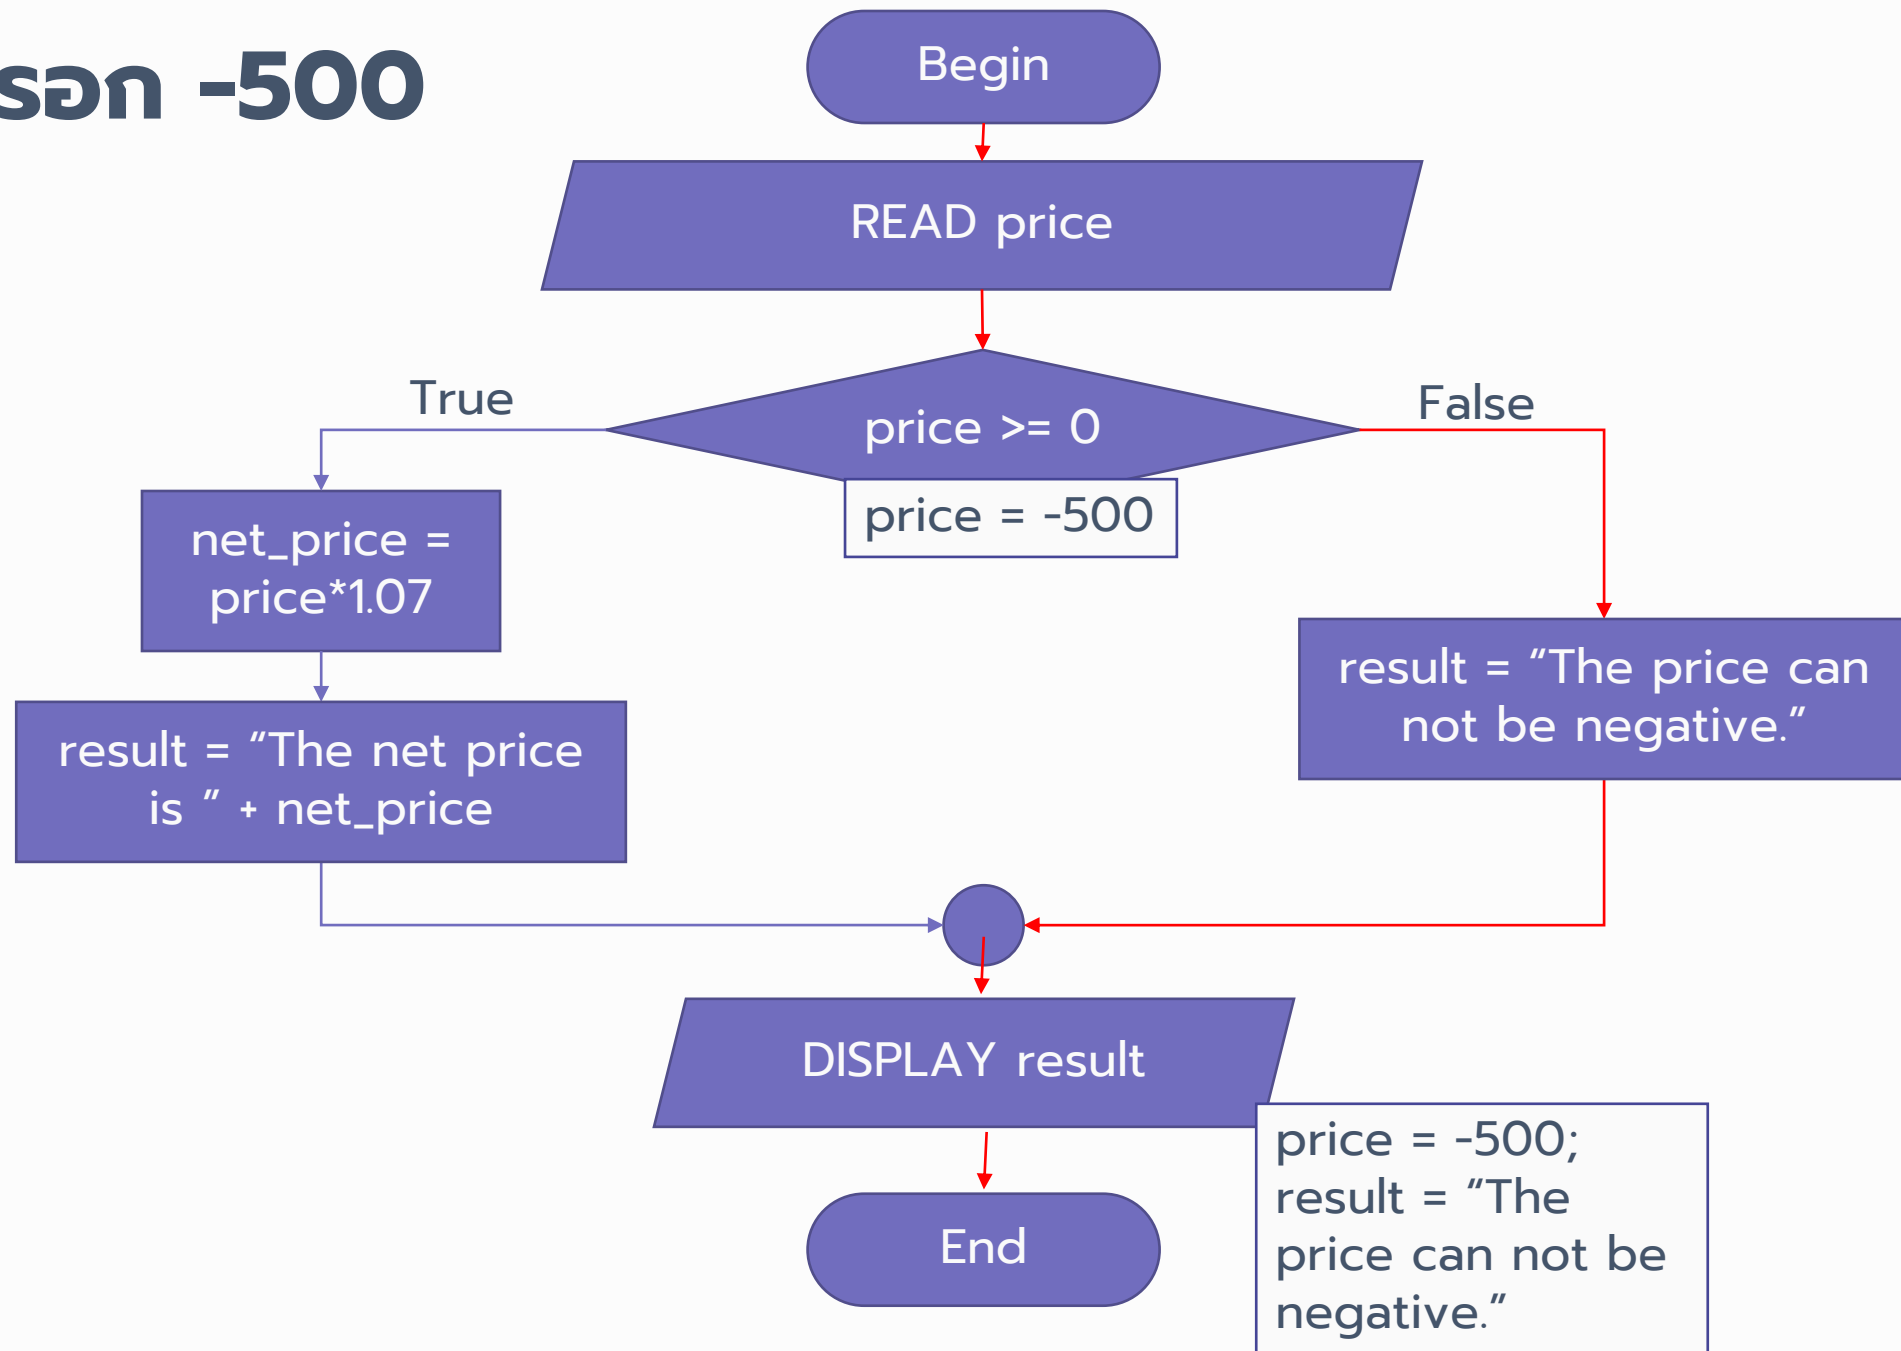 รอก -500
Begin
READ price
True
price >= 0
False
price = -500
net_price =
price*1.07
result = “The price can
not be negative.”
result = “The net price
is ” + net_price
DISPLAY result
price = -500;
result = “The
price can not be
negative.”
End